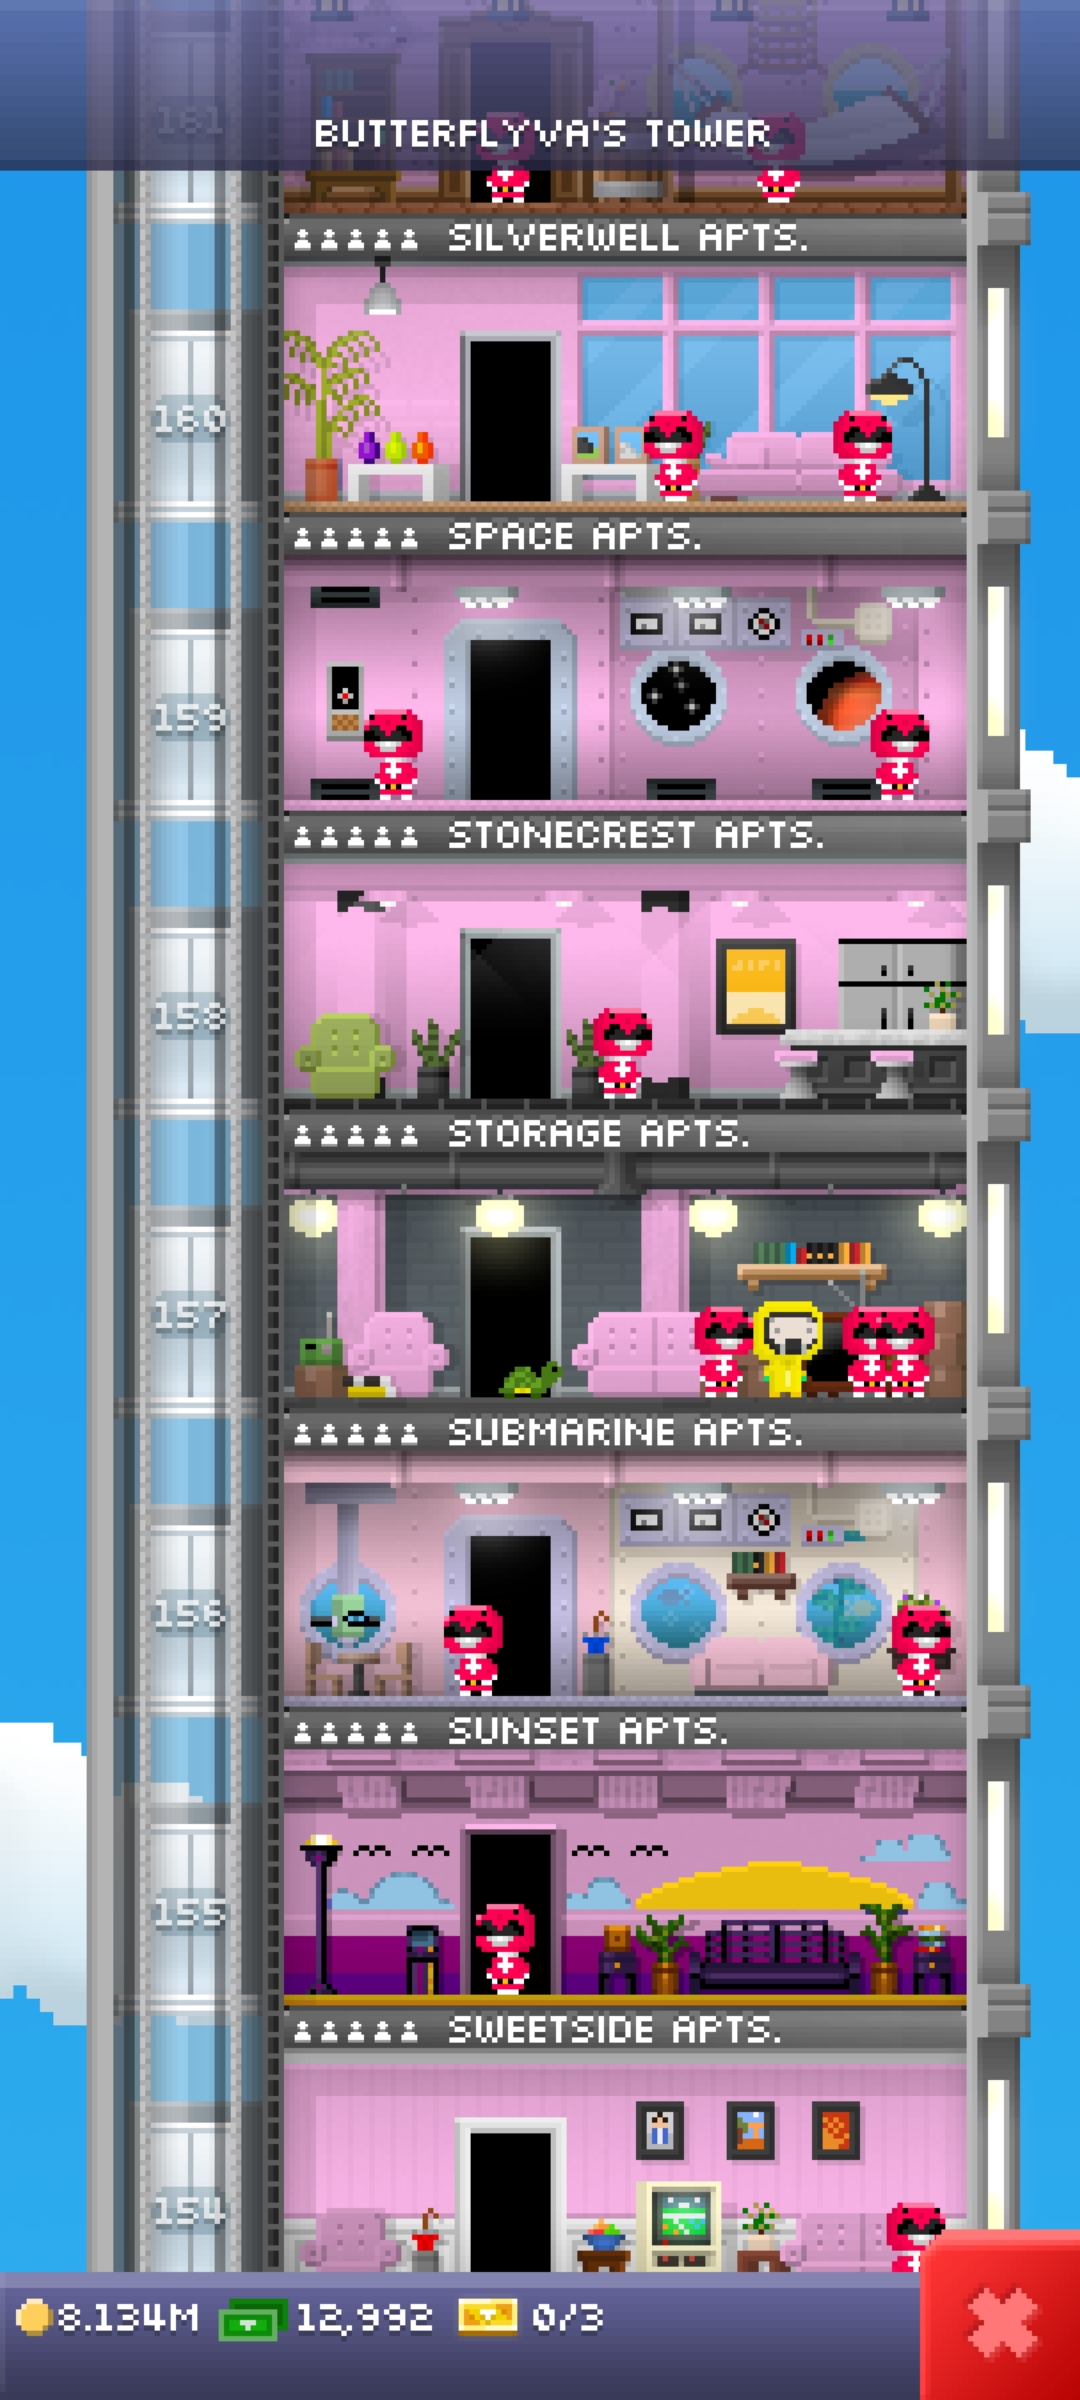 161
BUTTERFLYVA'S TOWER
SILVERWELL APTS.
160
SPACE APTS.
159
STONECREST APTS.
158
STORAGE APTS.
157
SUBMARINE APTS.
156
SUNSET APTS.
155
SWEETSIDE APTS.
154
8.134M 12,992 0/3